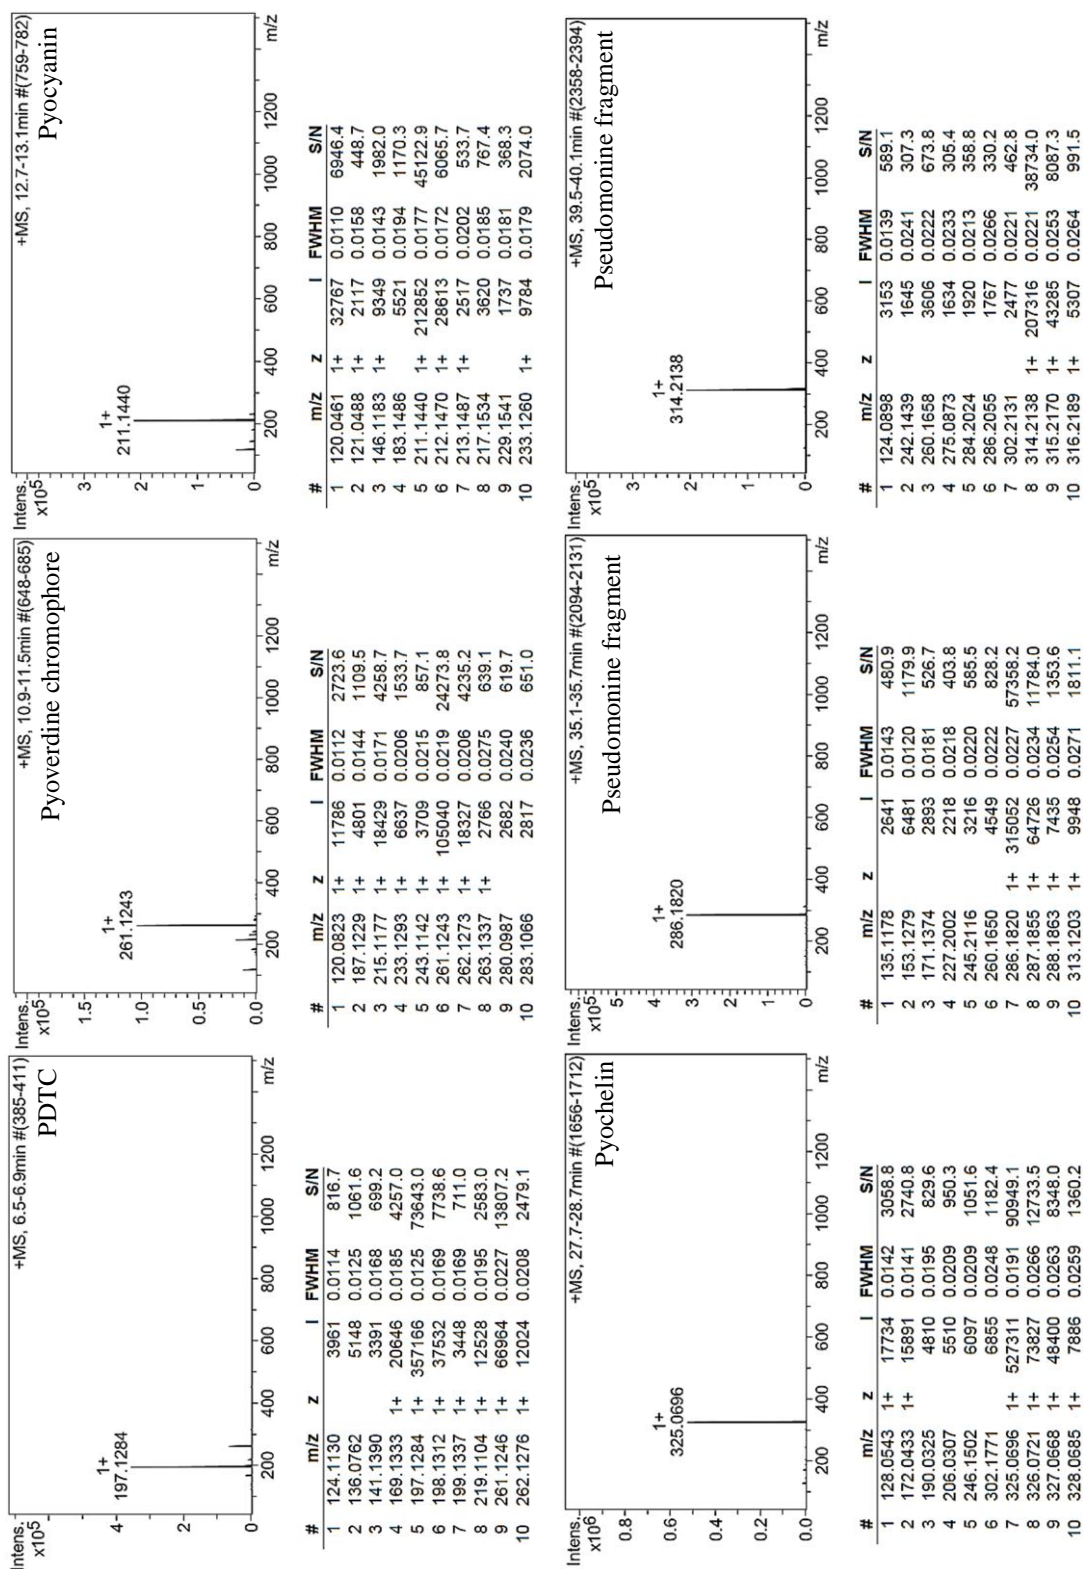 +MS, 6.5-6.9min #(385-411)
PDTC
Intens.
x10⁵
4
2
0
1+
197.1284
200 400 600 800 1000 1200 m/z
# m/z z I FWHM S/N
1 124.1130 3961 0.0114 816.7
2 136.0762 5148 0.0125 1061.6
3 141.1390 3391 0.0168 699.2
4 169.1333 1+ 20646 0.0185 4257.0
5 197.1284 1+ 357166 0.0125 73643.0
6 198.1312 1+ 37532 0.0169 7738.6
7 199.1337 1+ 3448 0.0169 711.0
8 219.1104 1+ 12528 0.0195 2583.0
9 261.1246 1+ 66964 0.0227 13807.2
10 262.1276 1+ 12024 0.0208 2479.1
+MS, 10.9-11.5min #(648-685)
Pyoverdine chromophore
Intens.
x10⁵
1.5
1.0
0.5
0.0
1+
261.1243
200 400 600 800 1000 1200 m/z
# m/z z I FWHM S/N
1 120.0823 1+ 11786 0.0112 2723.6
2 187.1229 1+ 4801 0.0144 1109.5
3 215.1177 1+ 18429 0.0171 4258.7
4 233.1293 1+ 6637 0.0206 1533.7
5 243.1142 1+ 3709 0.0215 857.1
6 261.1243 1+ 105040 0.0219 24273.8
7 262.1273 1+ 18327 0.0206 4235.2
8 263.1337 1+ 2766 0.0275 639.1
9 280.0987 2682 0.0240 619.7
10 283.1066 2817 0.0236 651.0
+MS, 12.7-13.1min #(759-782)
Pyocyanin
Intens.
x10⁵
3
2
1
0
1+
211.1440
200 400 600 800 1000 1200 m/z
# m/z z I FWHM S/N
1 120.0461 1+ 32767 0.0110 6946.4
2 121.0488 1+ 2117 0.0158 448.7
3 146.1183 1+ 9349 0.0143 1982.0
4 183.1486 5521 0.0194 1170.3
5 211.1440 1+ 212852 0.0177 45122.9
6 212.1470 1+ 28613 0.0172 6065.7
7 213.1487 1+ 2517 0.0202 533.7
8 217.1534 3620 0.0185 767.4
9 229.1541 1737 0.0181 368.3
10 233.1260 1+ 9784 0.0179 2074.0
+MS, 27.7-28.7min #(1656-1712)
Pyochelin
Intens.
x10⁶
0.8
0.6
0.4
0.2
0.0
1+
325.0696
200 400 600 800 1000 1200 m/z
# m/z z I FWHM S/N
1 128.0543 1+ 17734 0.0142 3058.8
2 172.0433 1+ 15891 0.0141 2740.8
3 190.0325 4810 0.0195 829.6
4 206.0307 5510 0.0209 950.3
5 246.1502 6097 0.0209 1051.6
6 302.1771 6855 0.0248 1182.4
7 325.0696 1+ 527311 0.0191 90949.1
8 326.0721 1+ 73827 0.0266 12733.5
9 327.0668 1+ 48400 0.0263 8348.0
10 328.0685 1+ 7886 0.0259 1360.2
+MS, 35.1-35.7min #(2094-2131)
Pseudomonine fragment
Intens.
x10⁵
5
4
3
2
1
0
1+
286.1820
200 400 600 800 1000 1200 m/z
# m/z z I FWHM S/N
1 135.1178 2641 0.0143 480.9
2 153.1279 6481 0.0120 1179.9
3 171.1374 2893 0.0181 526.7
4 227.2002 2218 0.0218 403.8
5 245.2116 3216 0.0220 585.5
6 260.1650 4549 0.0222 828.2
7 286.1820 1+ 315052 0.0227 57358.2
8 287.1855 1+ 64726 0.0234 11784.0
9 288.1863 1+ 7435 0.0254 1353.6
10 313.1203 1+ 9948 0.0271 1811.1
+MS, 39.5-40.1min #(2358-2394)
Pseudomonine fragment
Intens.
x10⁵
3
2
1
0
1+
314.2138
200 400 600 800 1000 1200 m/z
# m/z z I FWHM S/N
1 124.0898 3153 0.0139 589.1
2 242.1439 1645 0.0241 307.3
3 260.1658 3606 0.0222 673.8
4 275.0873 1634 0.0233 305.4
5 284.2024 1920 0.0213 358.8
6 286.2055 1767 0.0266 330.2
7 302.2131 2477 0.0221 462.8
8 314.2138 1+ 207316 0.0221 38734.0
9 315.2170 1+ 43285 0.0253 8087.3
10 316.2189 1+ 5307 0.0264 991.5